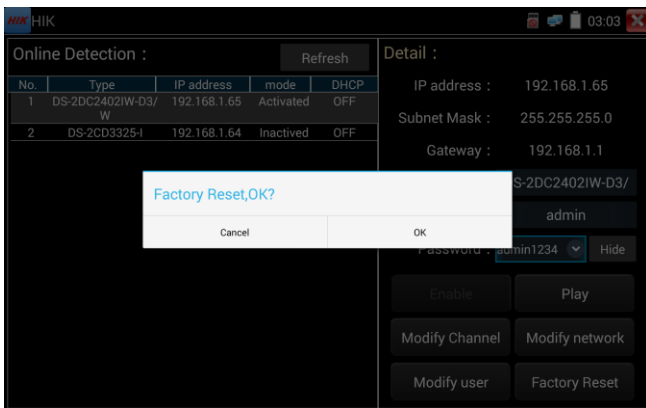 HIK HIK 03:03
Online Detection : Refresh
No. Type IP address mode DHCP
1 DS-2DC2402IW-D3/W 192.168.1.65 Activated OFF
2 DS-2CD3325-I 192.168.1.64 Inactived OFF
Detail :
IP address : 192.168.1.65
Subnet Mask : 255.255.255.0
Gateway : 192.168.1.1
S-2DC2402IW-D3/
admin
Password : admin1234 Hide
Factory Reset,OK?
Cancel OK
Enable Play
Modify Channel Modify network
Modify user Factory Reset